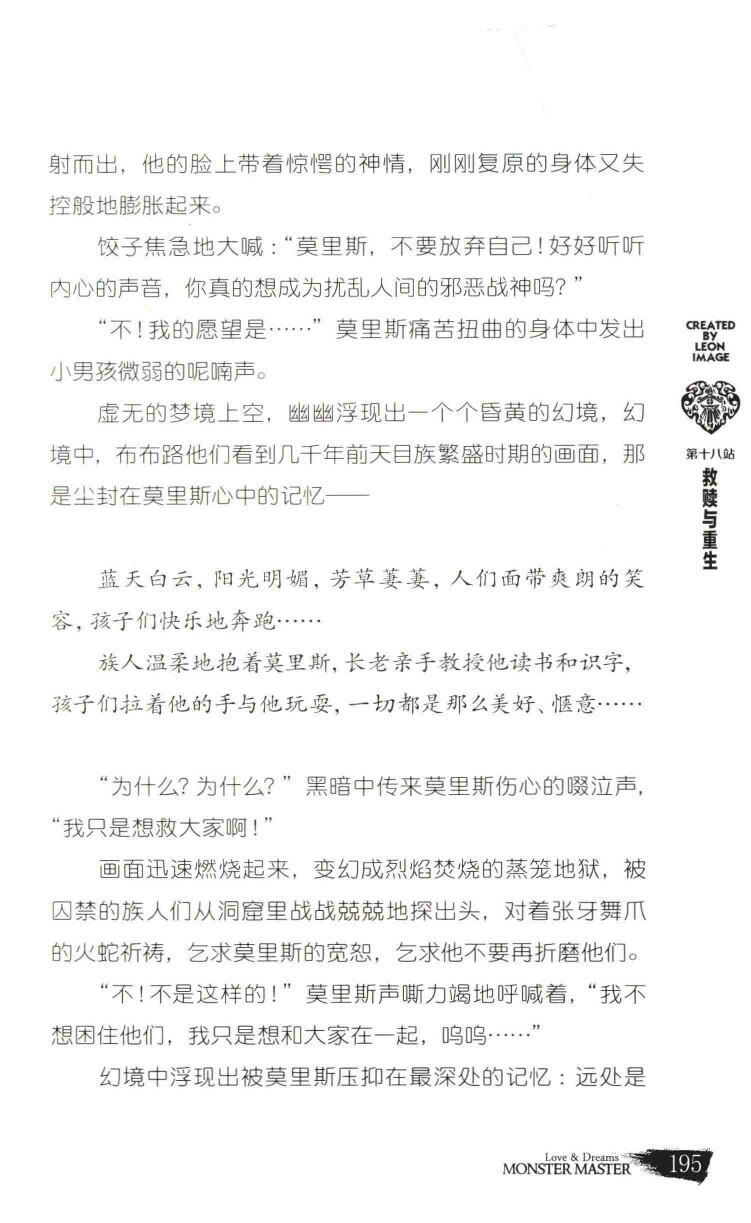 射而出，他的脸上带着惊愕的神情，刚刚复原的身体又失
控般地膨胀起来。
饺子焦急地大喊：“莫里斯，不要放弃自己！好好听听
内心的声音，你真的想成为扰乱人间的邪恶战神吗？”
“不！我的愿望是……”莫里斯痛苦扭曲的身体中发出
小男孩微弱的呢喃声。
虚无的梦境上空，幽幽浮现出一个个昏黄的幻境，幻
境中，布布路他们看到几千年前天目族繁盛时期的画面，那
是尘封在莫里斯心中的记忆——
蓝天白云，阳光明媚，芳草萋萋，人们面带爽朗的笑
容，孩子们快乐地奔跑……
族人温柔地抱着莫里斯，长老亲手教授他读书和识字，
孩子们拉着他的手与他玩耍，一切都是那么美好、惬意……
“为什么？为什么？”黑暗中传来莫里斯伤心的啜泣声，
“我只是想救大家啊！”
画面迅速燃烧起来，变幻成烈焰焚烧的蒸笼地狱，被
囚禁的族人们从洞窟里战战兢兢地探出头，对着张牙舞爪
的火蛇祈祷，乞求莫里斯的宽恕，乞求他不要再折磨他们。
“不！不是这样的！”莫里斯声嘶力竭地呼喊着，“我不
想困住他们，我只是想和大家在一起，呜呜……”
幻境中浮现出被莫里斯压抑在最深处的记忆：远处是
CREATED
BY
LEON
IMAGE
第十八站
救赎与重生
Love & Dreams
MONSTER MASTER
195